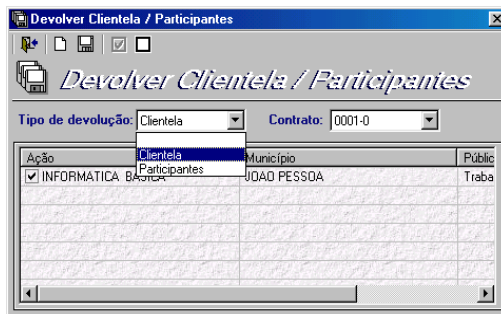 Devolver Clientela / Participantes
Devolver Clientela / Participantes
Tipo de devolução: Clientela Contrato: 0001-0
Clientela
Participantes
Ação Município Públic
INFORMATICA BASICA JOAO PESSOA Traba